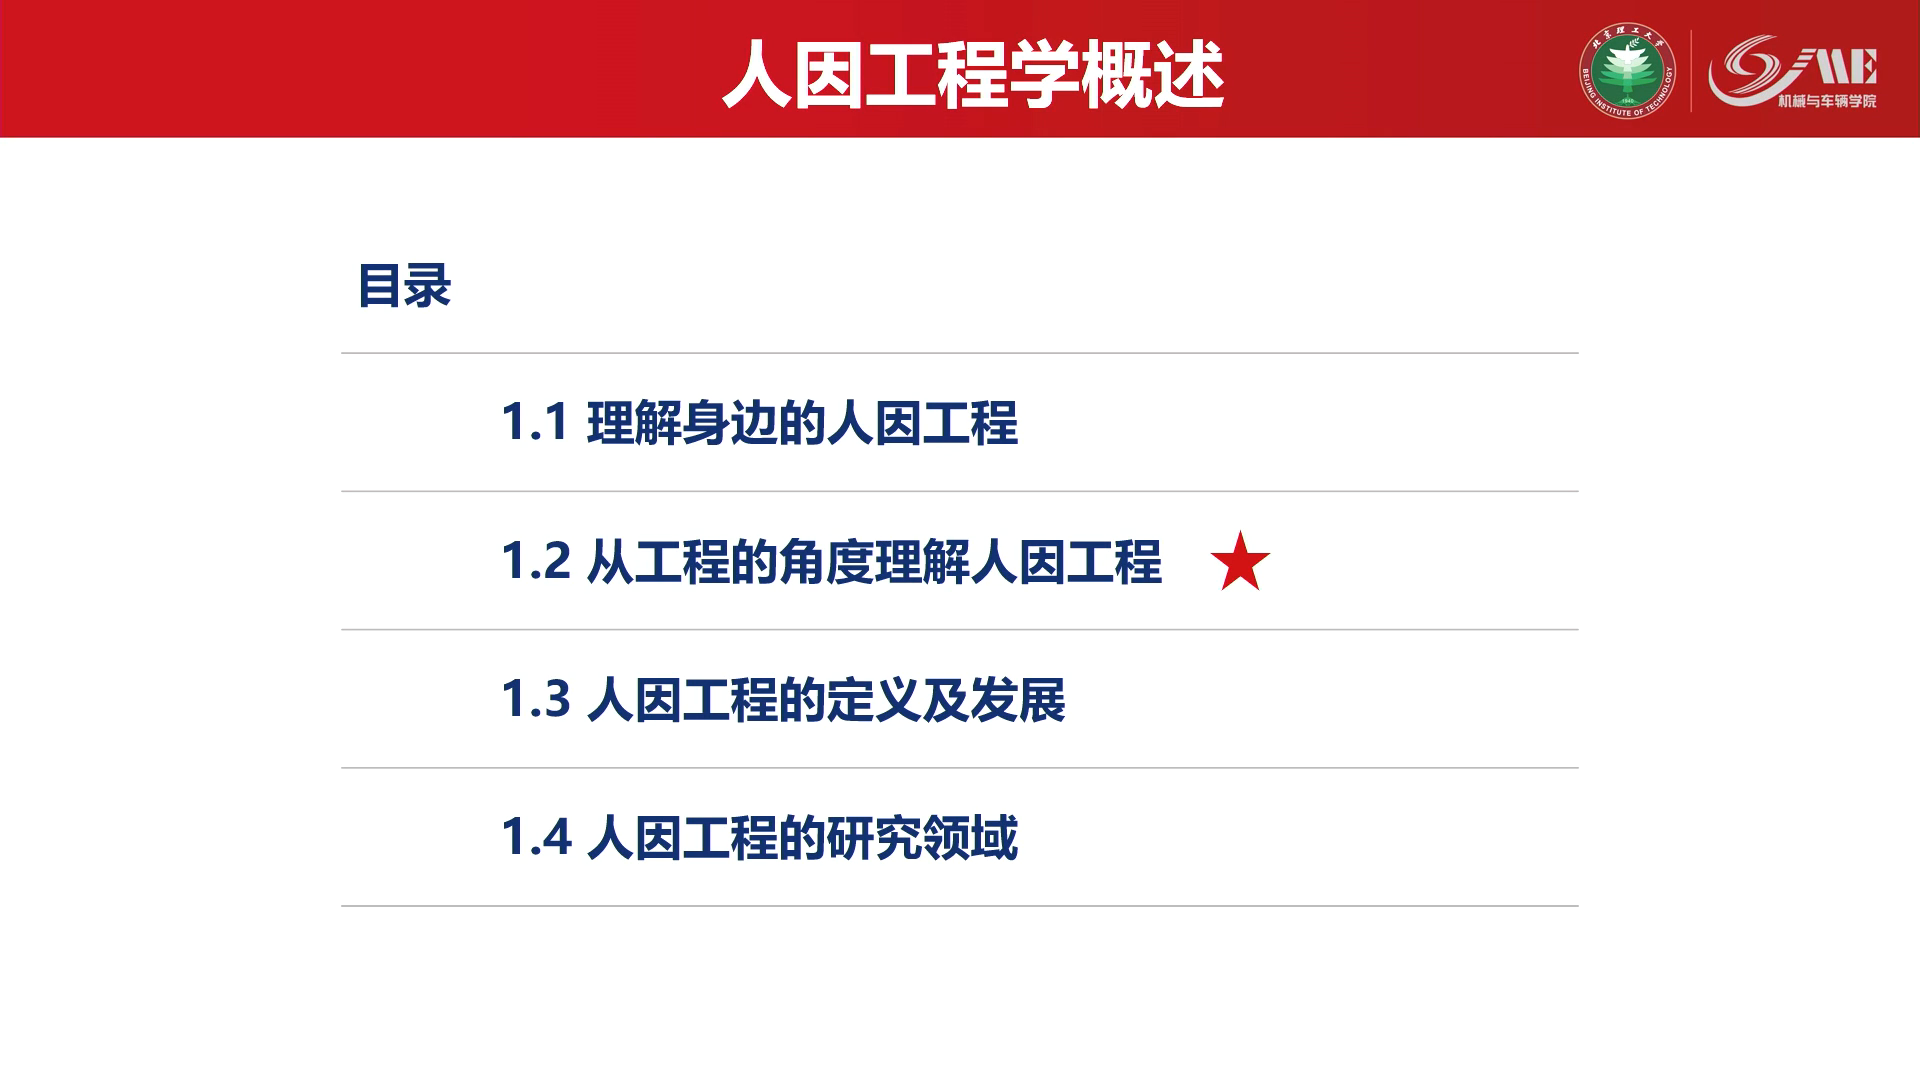 人因工程学概述
北京理工大学
BEIJING INSTITUTE OF TECHNOLOGY
1940
SME
机械与车辆学院
目录
1.1 理解身边的人因工程
1.2 从工程的角度理解人因工程
1.3 人因工程的定义及发展
1.4 人因工程的研究领域